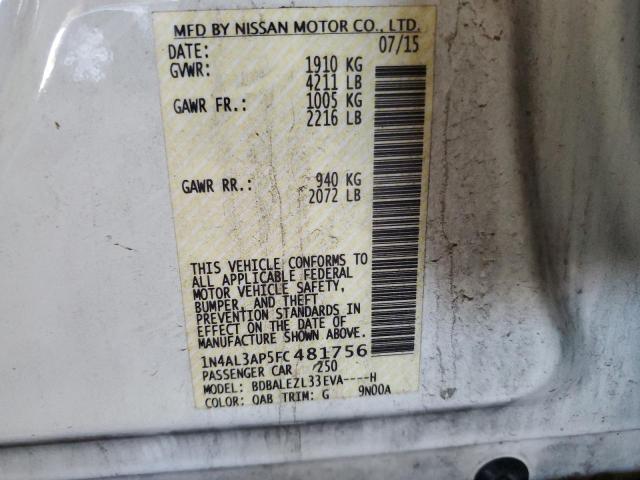 MFD BY NISSAN MOTOR CO., LTD.
DATE: 07/15
GVWR: 1910 KG
4211 LB
GAWR FR.: 1005 KG
2216 LB
GAWR RR.: 940 KG
2072 LB
THIS VEHICLE CONFORMS TO
ALL APPLICABLE FEDERAL
MOTOR VEHICLE SAFETY,
BUMPER, AND THEFT
PREVENTION STANDARDS IN
EFFECT ON THE DATE OF
MANUFACTURE SHOWN ABOVE.
1N4AL3AP5FC481756
PASSENGER CAR /250
MODEL: BDBALEZL33EVA----H
COLOR: QAB TRIM: G 9N00A